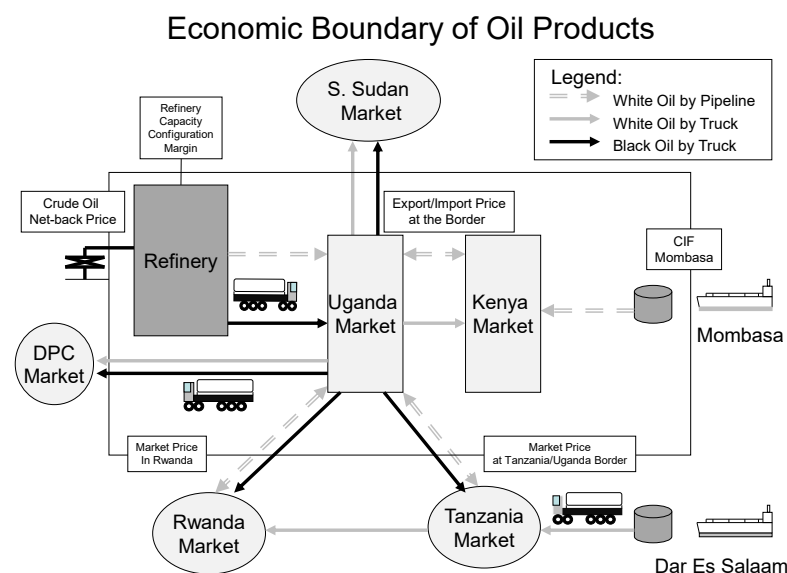 Economic Boundary of Oil Products
S. Sudan
Market
Legend:
White Oil by Pipeline
White Oil by Truck
Black Oil by Truck
Refinery
Capacity
Configuration
Margin
Crude Oil
Net-back Price
Export/Import Price
at the Border
CIF
Mombasa
Refinery
Uganda
Market
Kenya
Market
Mombasa
DPC
Market
Market Price
In Rwanda
Market Price
at Tanzania/Uganda Border
Rwanda
Market
Tanzania
Market
Dar Es Salaam